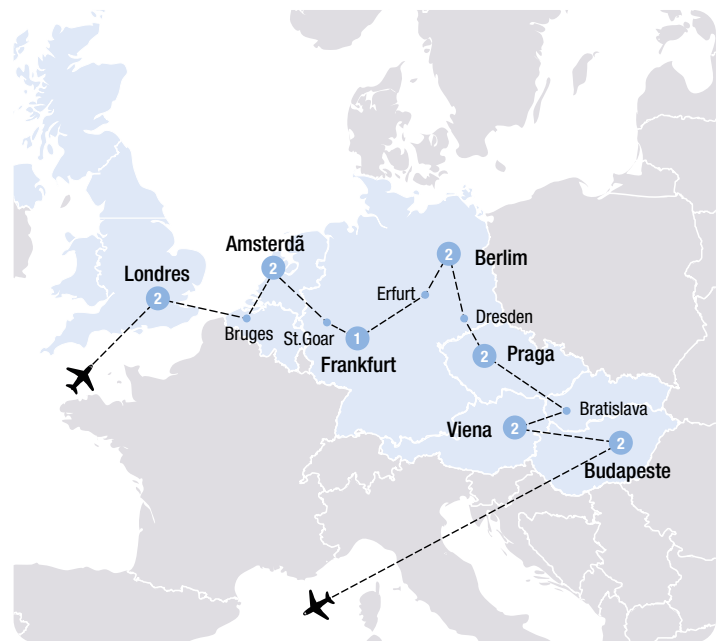 Amsterdã
2
Londres
2
Bruges
Berlim
2
Erfurt
Dresden
St.Goar
1
Frankfurt
Praga
2
Bratislava
Viena
2
2
Budapeste